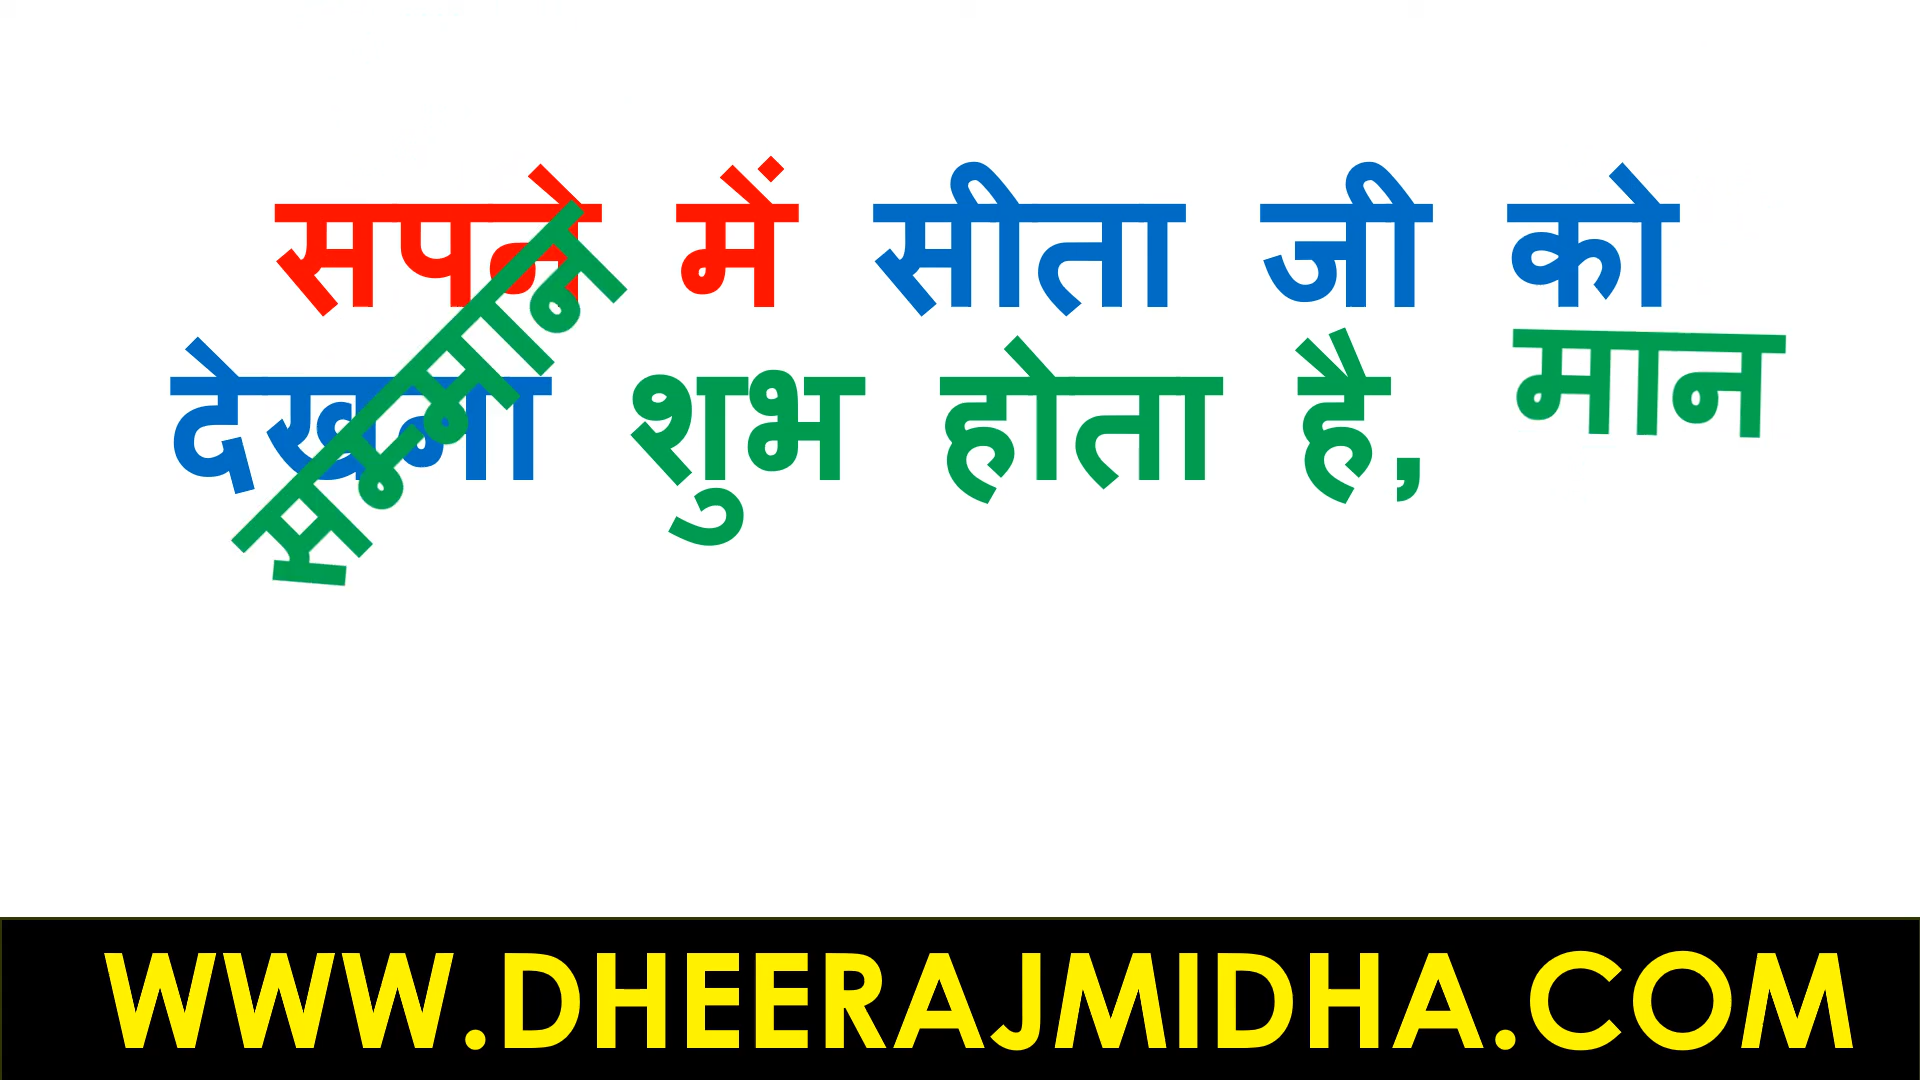 सपने में सीता जी को
देखना शुभ होता है, मान
सम्मान
WWW.DHEERAJMIDHA.COM